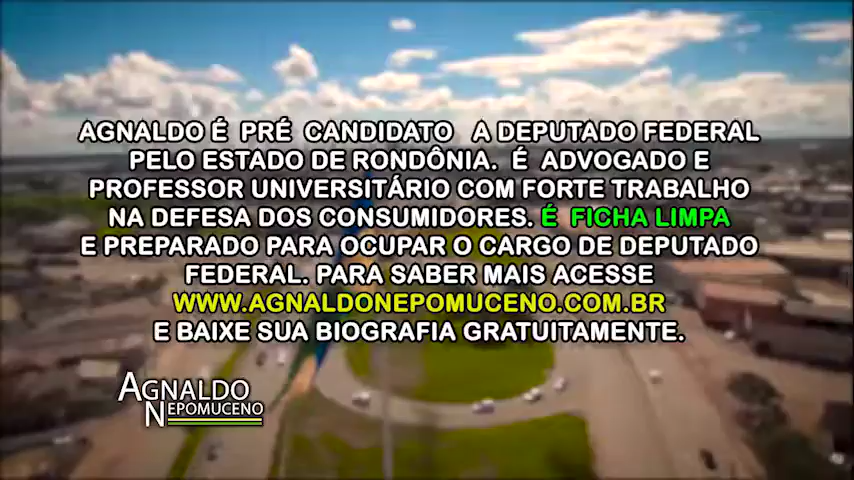 AGNALDO É PRÉ CANDIDATO A DEPUTADO FEDERAL
PELO ESTADO DE RONDÔNIA. É ADVOGADO E
PROFESSOR UNIVERSITÁRIO COM FORTE TRABALHO
NA DEFESA DOS CONSUMIDORES. É FICHA LIMPA
E PREPARADO PARA OCUPAR O CARGO DE DEPUTADO
FEDERAL. PARA SABER MAIS ACESSE
WWW.AGNALDONEPOMUCENO.COM.BR
E BAIXE SUA BIOGRAFIA GRATUITAMENTE.
AGNALDO
NEPOMUCENO